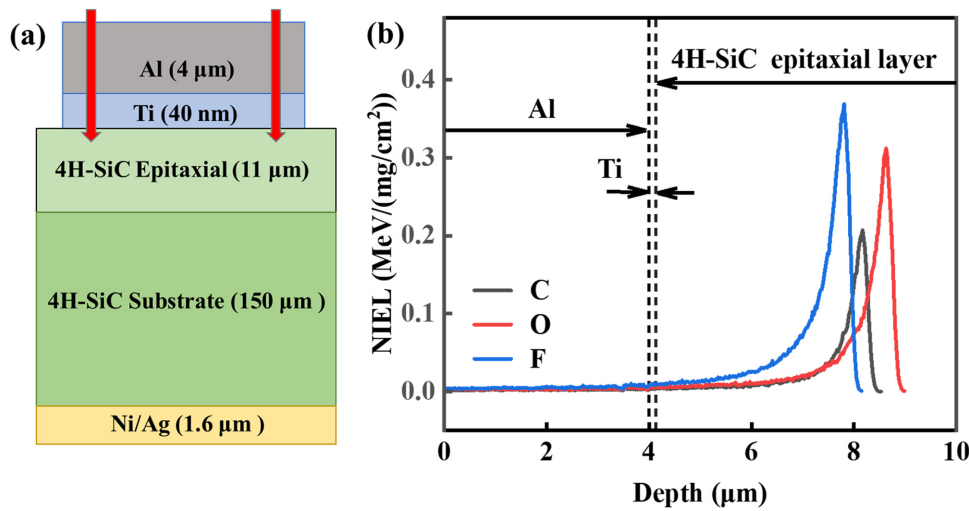 (a)
Al (4 μm)
Ti (40 nm)
4H-SiC Epitaxial (11 μm)
4H-SiC Substrate (150 μm )
Ni/Ag (1.6 μm )
(b)
NIEL (MeV/(mg/cm²))
0.4
0.3
0.2
0.1
0.0
4H-SiC epitaxial layer
Al
Ti
C
O
F
0 2 4 6 8 10
Depth (μm)